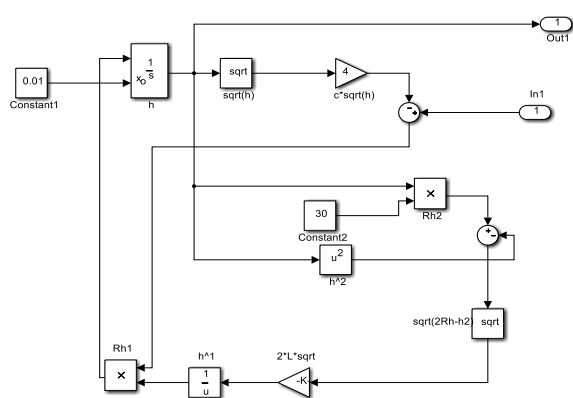 1
Out1
1
s
xo
h
0.01
Constant1
sqrt
sqrt(h)
4
c*sqrt(h)
In1
1
30
Constant2
×
Rh2
u2
h^2
sqrt(2Rh-h2)
sqrt
Rh1
×
h^1
1
u
2*L*sqrt
-K-